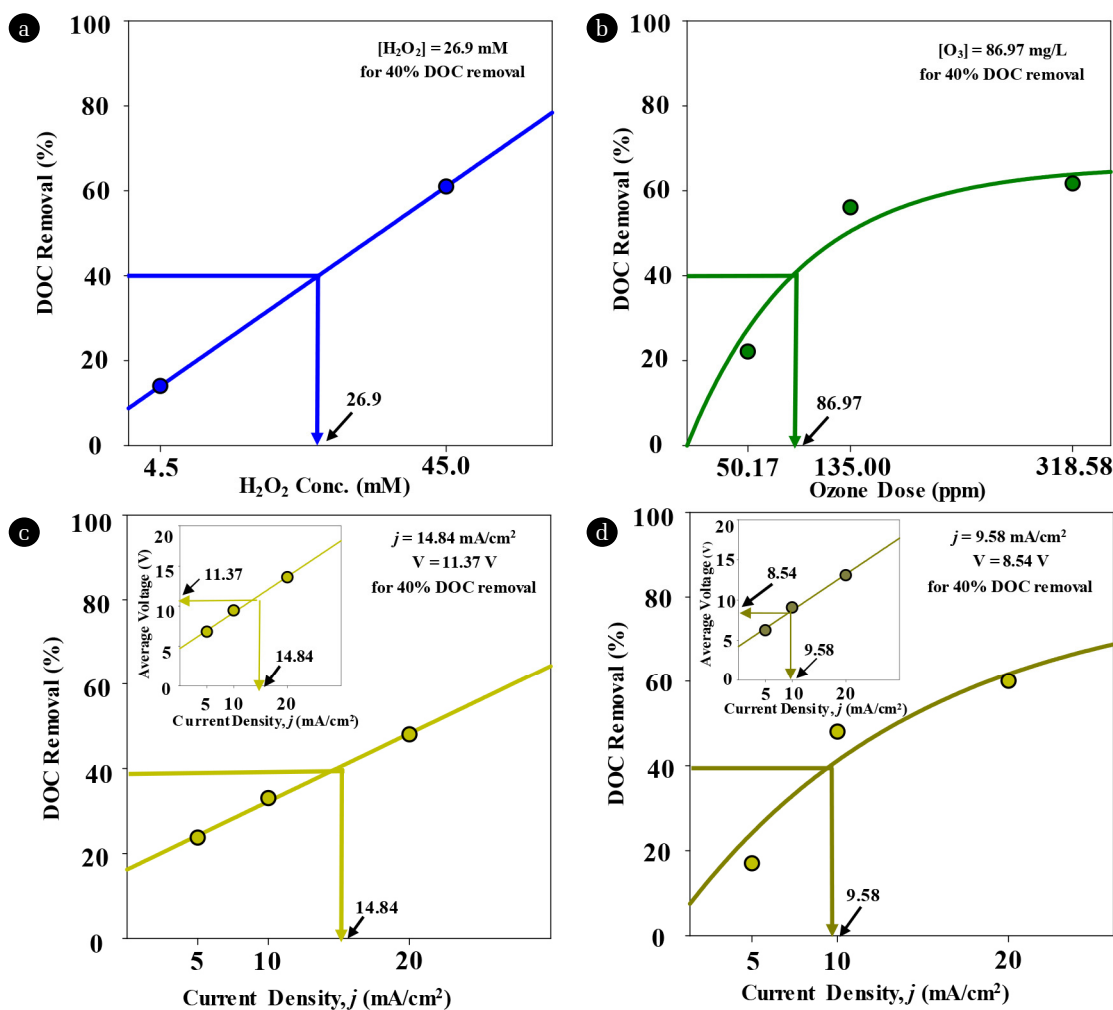 a
100
80
60
40
20
0
DOC Removal (%)
[H₂O₂] = 26.9 mM
for 40% DOC removal
26.9
4.5
45.0
H₂O₂ Conc. (mM)
b
100
80
60
40
20
0
DOC Removal (%)
[O₃] = 86.97 mg/L
for 40% DOC removal
86.97
50.17
135.00
318.58
Ozone Dose (ppm)
c
100
80
60
40
20
0
DOC Removal (%)
j = 14.84 mA/cm²
V = 11.37 V
for 40% DOC removal
20
15
10
5
0
Average Voltage (V)
11.37
14.84
5
10
20
Current Density, j (mA/cm²)
14.84
5
10
20
Current Density, j (mA/cm²)
d
100
80
60
40
20
0
DOC Removal (%)
j = 9.58 mA/cm²
V = 8.54 V
for 40% DOC removal
20
15
10
5
0
Average Voltage (V)
8.54
9.58
5
10
20
Current Density, j (mA/cm²)
9.58
5
10
20
Current Density, j (mA/cm²)